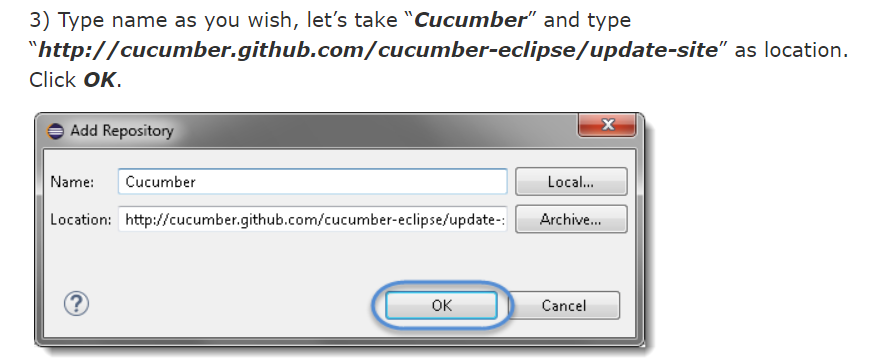 3) Type name as you wish, let’s take “Cucumber” and type
“http://cucumber.github.com/cucumber-eclipse/update-site” as location.
Click OK.
Add Repository
Name: Cucumber Local...
Location: http://cucumber.github.com/cucumber-eclipse/update-: Archive...
? OK Cancel